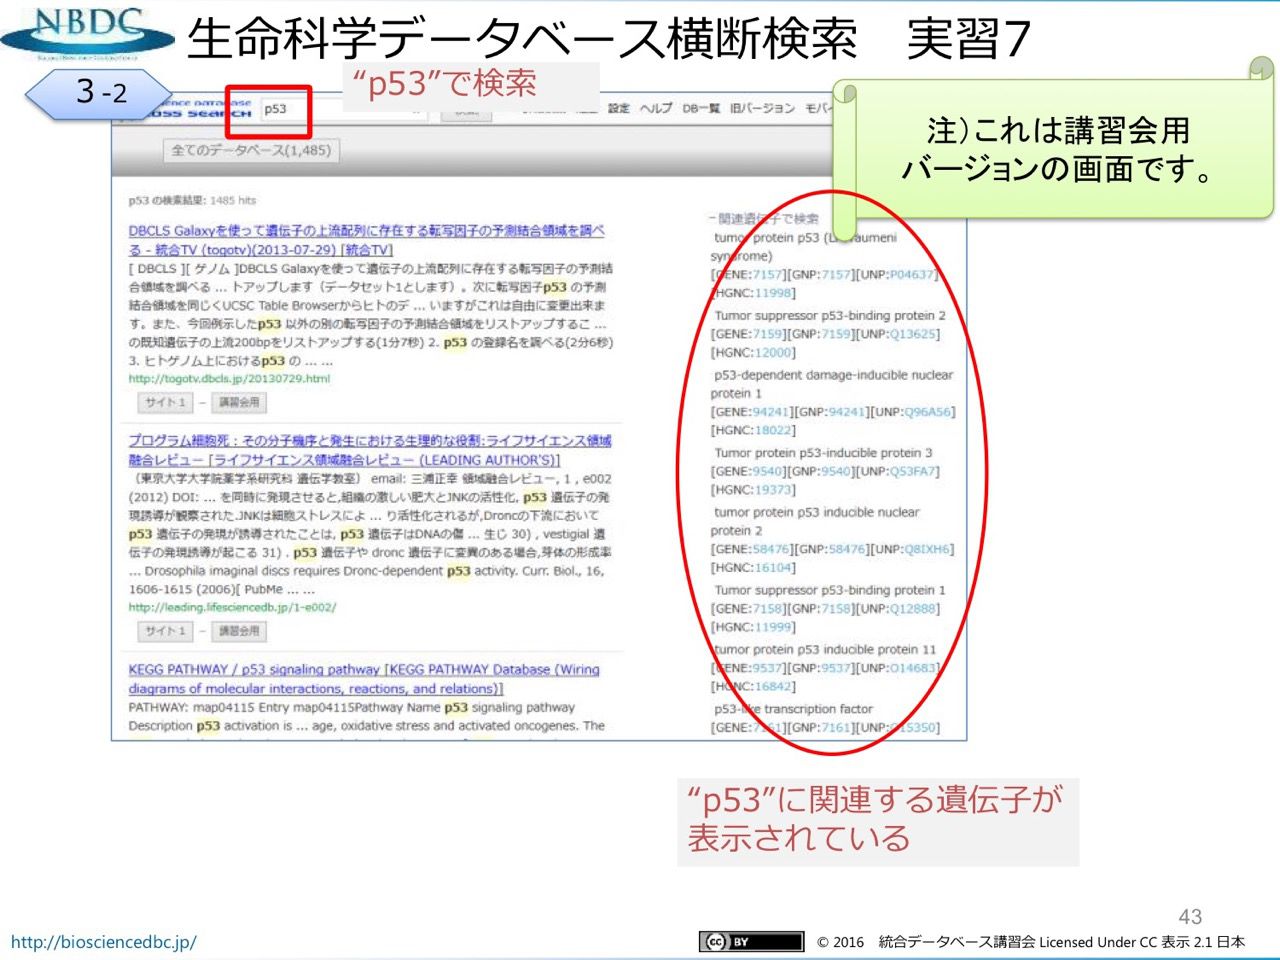 NBDC
生命科学データベース横断検索　実習7
3-2
“p53”で検索
p53
設定 ヘルプ DB一覧 旧バージョン モバイ
注）これは講習会用
バージョンの画面です。
全てのデータベース(1,485)
p53 の検索結果: 1485 hits
DBCLS Galaxyを使って遺伝子の上流配列に存在する転写因子の予測結合領域を調べ
る - 統合TV (togotv)(2013-07-29) [統合TV]
[ DBCLS ][ ゲノム ]DBCLS Galaxyを使って遺伝子の上流配列に存在する転写因子の予測結
合領域を調べる ... トアップします（データセット1とします）。次に転写因子p53 の予測
結合領域を同じくUCSC Table Browserからヒトのデ ... いますがこれは自由に変更出来ま
す。また、今回例示したp53 以外の別の転写因子の予測結合領域をリストアップするこ ...
の既知遺伝子の上流200bpをリストアップする(1分7秒) 2. p53 の登録名を調べる(2分6秒)
3. ヒトゲノム上におけるp53 の ... ...
http://togotv.dbcls.jp/20130729.html
サイト1 － 講習会用
プログラム細胞死：その分子機序と発生における生理的な役割:ライフサイエンス領域
融合レビュー [ライフサイエンス領域融合レビュー (LEADING AUTHOR'S)]
（東京大学大学院薬学系研究科 遺伝学教室） email: 三浦正幸 領域融合レビュー, 1 , e002
(2012) DOI: ... を同時に発現させると,組織の激しい肥大とJNKの活性化, p53 遺伝子の発
現誘導が観察された.JNKは細胞ストレスによ ... り活性化されるが,Droncの下流において
p53 遺伝子の発現が誘導されたことは, p53 遺伝子はDNAの傷 ... 生じ 30) , vestigial 遺
伝子の発現誘導が起こる 31) . p53 遺伝子や dronc 遺伝子に変異のある場合,芽体の形成率
... Drosophila imaginal discs requires Dronc-dependent p53 activity. Curr. Biol., 16,
1606-1615 (2006)[ PubMe ... ...
http://leading.lifesciencedb.jp/1-e002/
サイト1 － 講習会用
KEGG PATHWAY / p53 signaling pathway [KEGG PATHWAY Database (Wiring
diagrams of molecular interactions, reactions, and relations)]
PATHWAY: map04115 Entry map04115Pathway Name p53 signaling pathway
Description p53 activation is ... age, oxidative stress and activated oncogenes. The
－関連遺伝子で検索
tumor protein p53 (Li-Fraumeni
syndrome)
[GENE:7157][GNP:7157][UNP:P04637]
[HGNC:11998]
Tumor suppressor p53-binding protein 2
[GENE:7159][GNP:7159][UNP:Q13625]
[HGNC:12000]
p53-dependent damage-inducible nuclear
protein 1
[GENE:94241][GNP:94241][UNP:Q96A56]
[HGNC:18022]
Tumor protein p53-inducible protein 3
[GENE:9540][GNP:9540][UNP:Q53FA7]
[HGNC:19373]
tumor protein p53 inducible nuclear
protein 2
[GENE:58476][GNP:58476][UNP:Q8IXH6]
[HGNC:16104]
Tumor suppressor p53-binding protein 1
[GENE:7158][GNP:7158][UNP:Q12888]
[HGNC:11999]
tumor protein p53 inducible protein 11
[GENE:9537][GNP:9537][UNP:O14683]
[HGNC:16842]
p53-like transcription factor
[GENE:7161][GNP:7161][UNP:O15350]
“p53”に関連する遺伝子が
表示されている
43
http://biosciencedbc.jp/
cc BY
© 2016　統合データベース講習会 Licensed Under CC 表示 2.1 日本